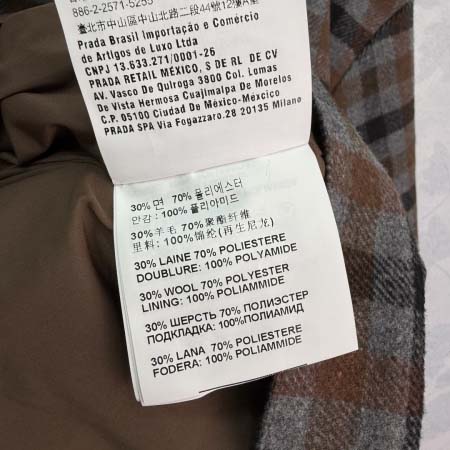 886-2-2571-5255
臺北市中山區中山北路二段44號12樓A室
Prada Brasil Importação e Comércio
de Artigos de Luxo Ltda
CNPJ 13.633.271/0001-26
PRADA RETAIL MÉXICO, S DE RL DE CV
AV. Vasco De Quiroga 3900 Col. Lomas
De Vista Hermosa Cuajimalpa De Morelos
C.P. 05100 Ciudad De México-Méxcico
PRADA SPA Via Fogazzaro.28 20135 Milano
30% 면 70% 폴리에스터
안감: 100% 폴리아미드
30%羊毛 70%聚酯纤维
里料: 100%锦纶(再生尼龙)
30% LAINE 70% POLIESTERE
DOUBLURE: 100% POLYAMIDE
30% WOOL 70% POLYESTER
LINING: 100% POLIAMMIDE
30% ШЕРСТЬ 70% ПОЛИЭСТЕР
ПОДКЛАДКА: 100%ПОЛИАМИД
30% LANA 70% POLIESTERE
FODERA: 100% POLIAMMIDE